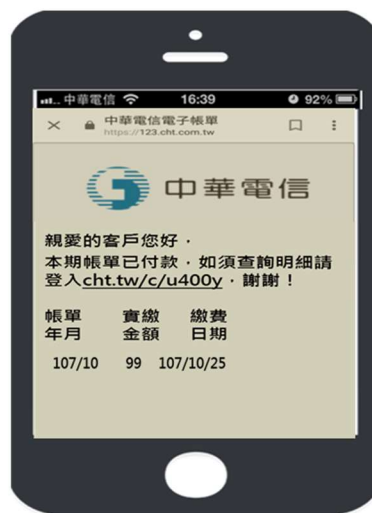 中華電信 16:39 92%
中華電信電子帳單
https://123.cht.com.tw
中華電信
親愛的客戶您好，
本期帳單已付款，如須查詢明細請
登入cht.tw/c/u400y，謝謝！
帳單 實繳 繳費
年月 金額 日期
107/10 99 107/10/25